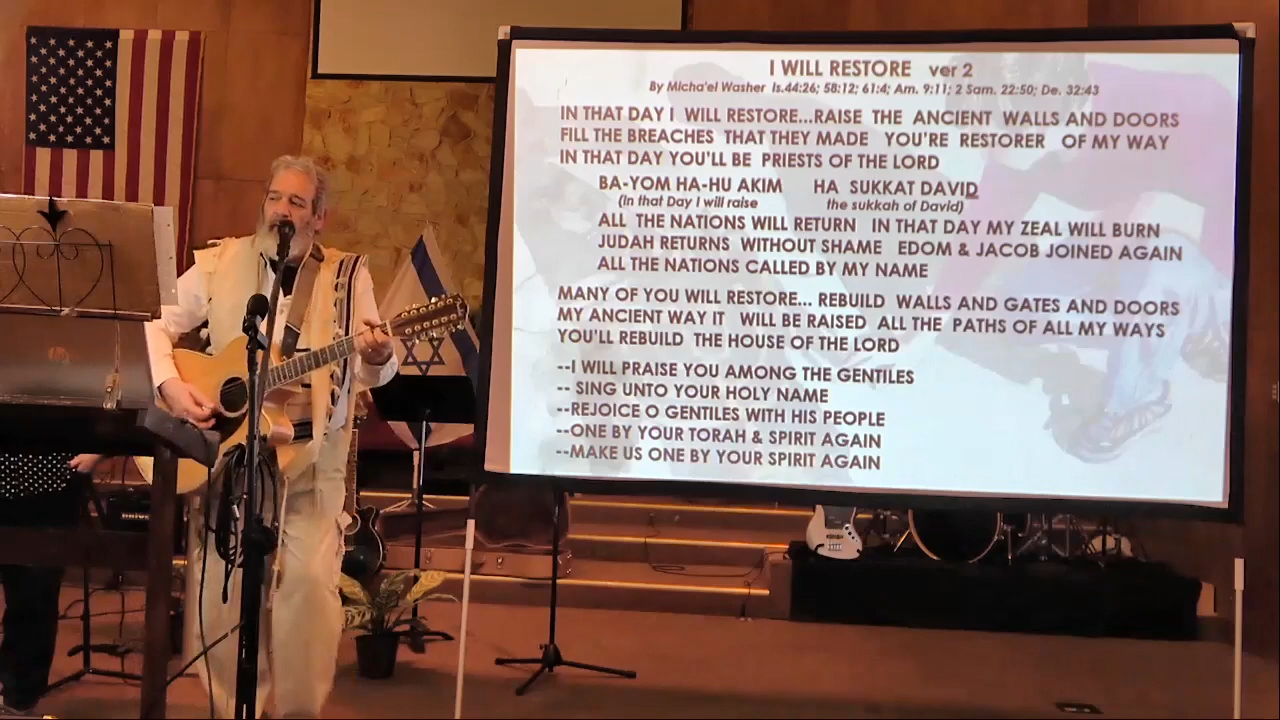 I WILL RESTORE ver 2
By Micha'el Washer Is.44:26; 58:12; 61:4; Am. 9:11; 2 Sam. 22:50; De. 32:43
IN THAT DAY I WILL RESTORE...RAISE THE ANCIENT WALLS AND DOORS
FILL THE BREACHES THAT THEY MADE YOU'RE RESTORER OF MY WAY
IN THAT DAY YOU'LL BE PRIESTS OF THE LORD
BA-YOM HA-HU AKIM HA SUKKAT DAVID
(in that Day I will raise the sukkah of David)
ALL THE NATIONS WILL RETURN IN THAT DAY MY ZEAL WILL BURN
JUDAH RETURNS WITHOUT SHAME EDOM & JACOB JOINED AGAIN
ALL THE NATIONS CALLED BY MY NAME
MANY OF YOU WILL RESTORE... REBUILD WALLS AND GATES AND DOORS
MY ANCIENT WAY IT WILL BE RAISED ALL THE PATHS OF ALL MY WAYS
YOU'LL REBUILD THE HOUSE OF THE LORD
--I WILL PRAISE YOU AMONG THE GENTILES
-- SING UNTO YOUR HOLY NAME
--REJOICE O GENTILES WITH HIS PEOPLE
--ONE BY YOUR TORAH & SPIRIT AGAIN
--MAKE US ONE BY YOUR SPIRIT AGAIN